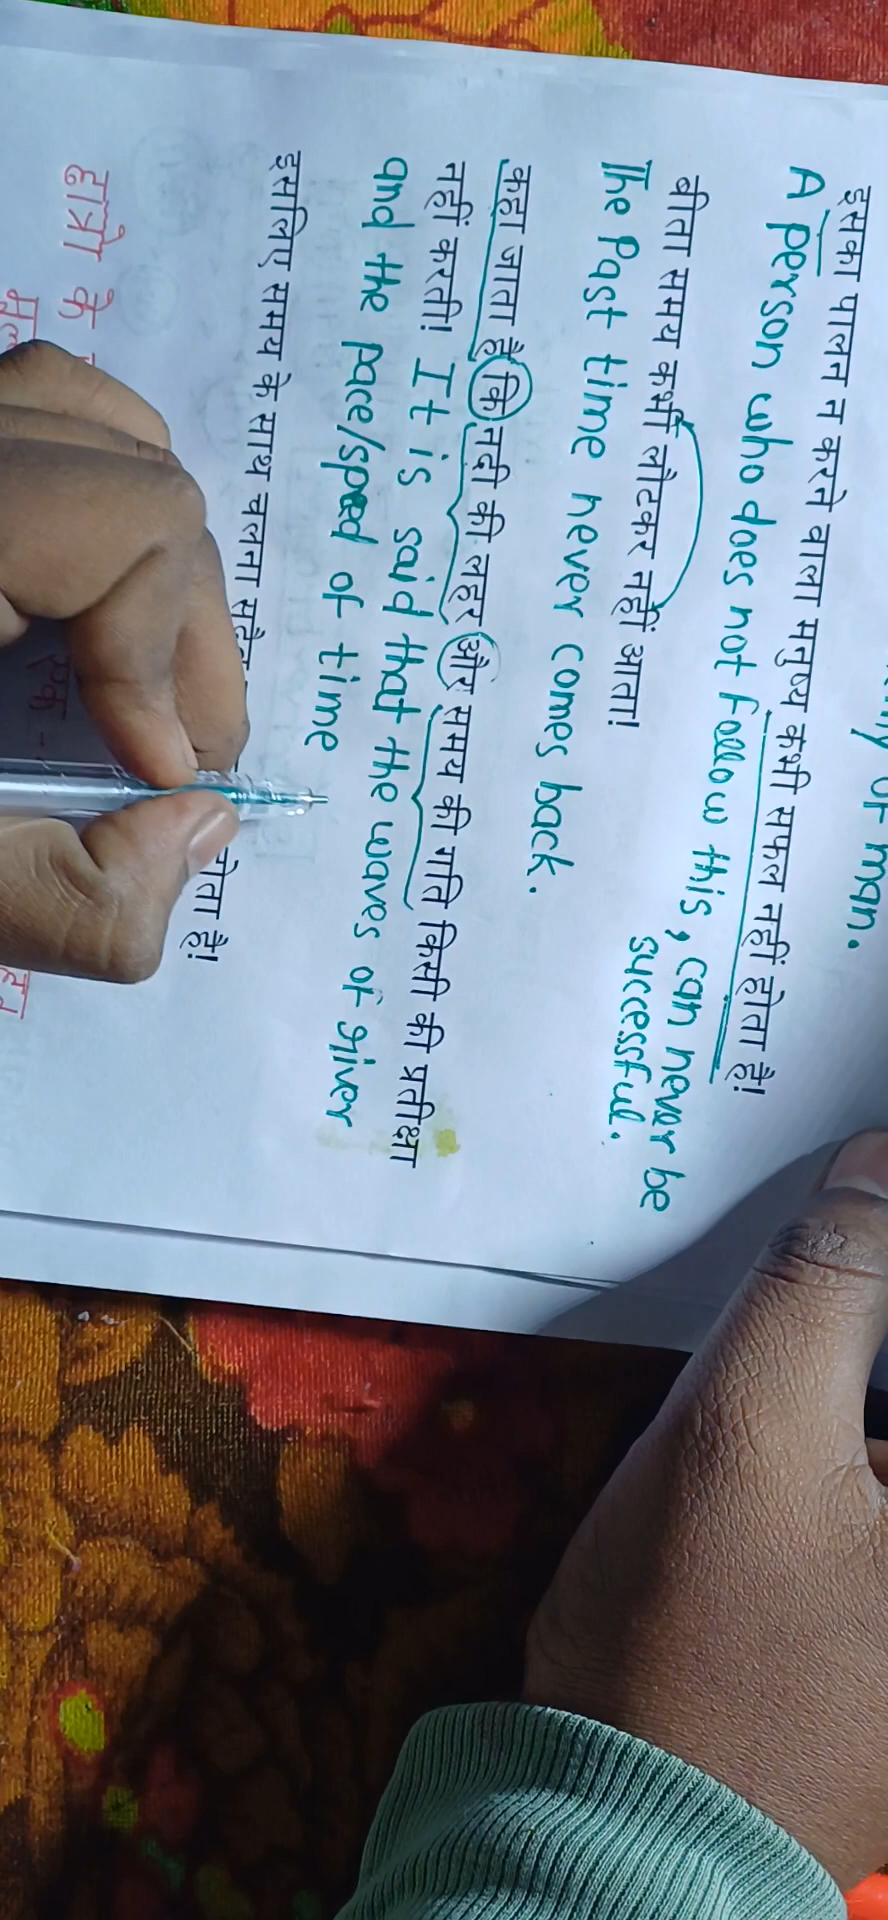 of man.
इसका पालन न करने वाला मनुष्य कभी सफल नहीं होता है!
A person who does not follow this, can never be
successful.
बीता समय कभी लौटकर नहीं आता!
The Past time never comes back.
कहा जाता है कि नदी की लहर और समय की गति किसी की प्रतीक्षा
नहीं करती! It is said that the waves of river
and the pace/speed of time
इसलिए समय के साथ चलना होता है!
छात्रो के
एक -